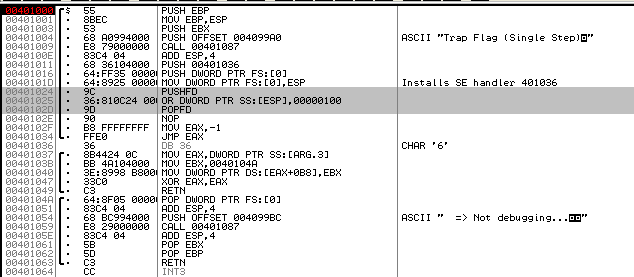 00401000 $ 55 PUSH EBP
00401001 . 8BEC MOV EBP,ESP
00401003 . 53 PUSH EBX
00401004 . 68 A0994000 PUSH OFFSET 004099A0 ASCII "Trap Flag (Single Step)"
00401009 . E8 79000000 CALL 00401087
0040100E . 83C4 04 ADD ESP,4
00401011 . 68 36104000 PUSH 00401036
00401016 . 64:FF35 000 PUSH DWORD PTR FS:[0]
0040101D . 64:8925 000 MOV DWORD PTR FS:[0],ESP Installs SE handler 401036
00401024 . 9C PUSHFD
00401025 . 36:810C24 00 OR DWORD PTR SS:[ESP],00000100
0040102D . 9D POPFD
0040102E . 90 NOP
0040102F . B8 FFFFFFFF MOV EAX,-1
00401034 . FFE0 JMP EAX
00401036 36 DB 36 CHAR '6'
00401037 . 8B4424 0C MOV EAX,DWORD PTR SS:[ARG.3]
0040103B . BB 4A104000 MOV EBX,0040104A
00401040 . 3E:8998 B800 MOV DWORD PTR DS:[EAX+0B8],EBX
00401047 . 33C0 XOR EAX,EAX
00401049 . C3 RETN
0040104A . 64:8F05 000 POP DWORD PTR FS:[0]
00401051 . 83C4 04 ADD ESP,4
00401054 . 68 BC994000 PUSH OFFSET 004099BC ASCII " => Not debugging..."
00401059 . E8 29000000 CALL 00401087
0040105E . 83C4 04 ADD ESP,4
00401061 . 5B POP EBX
00401062 . 5D POP EBP
00401063 . C3 RETN
00401064 CC INT3